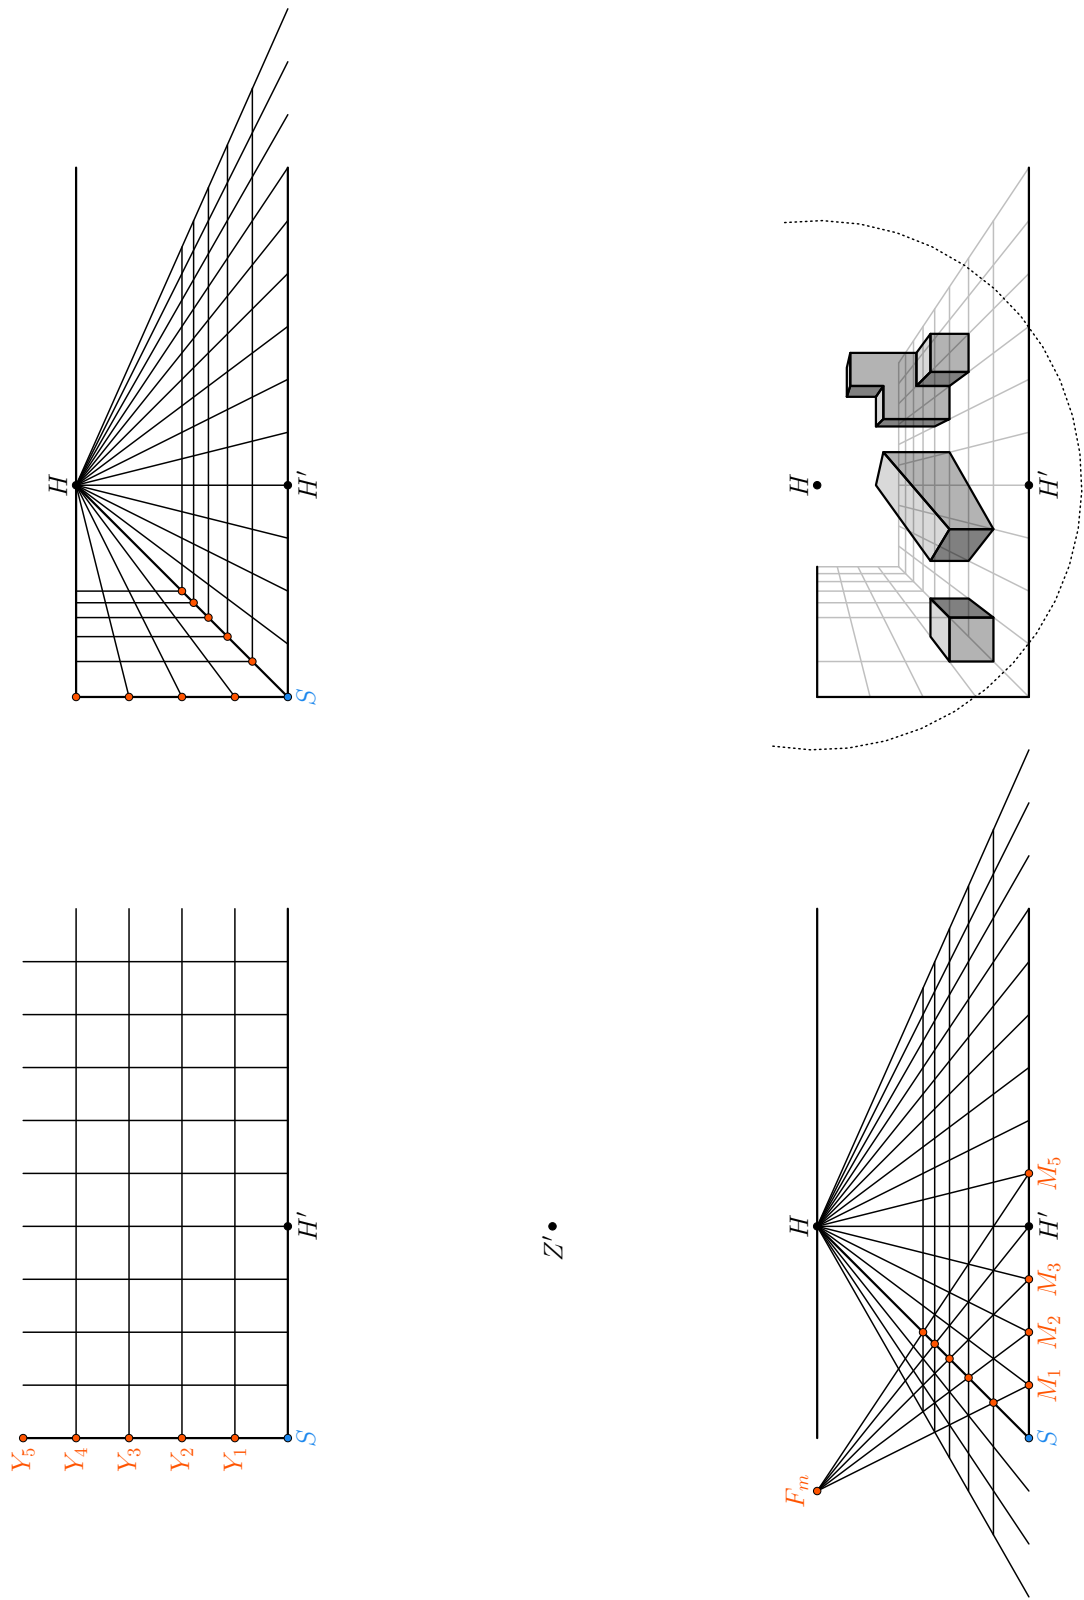 Y₅
Y₄
Y₃
Y₂
Y₁
S H′
H
S H′
Z′
Fₘ H
S M₁ M₂ M₃ H′ M₅
H
H′